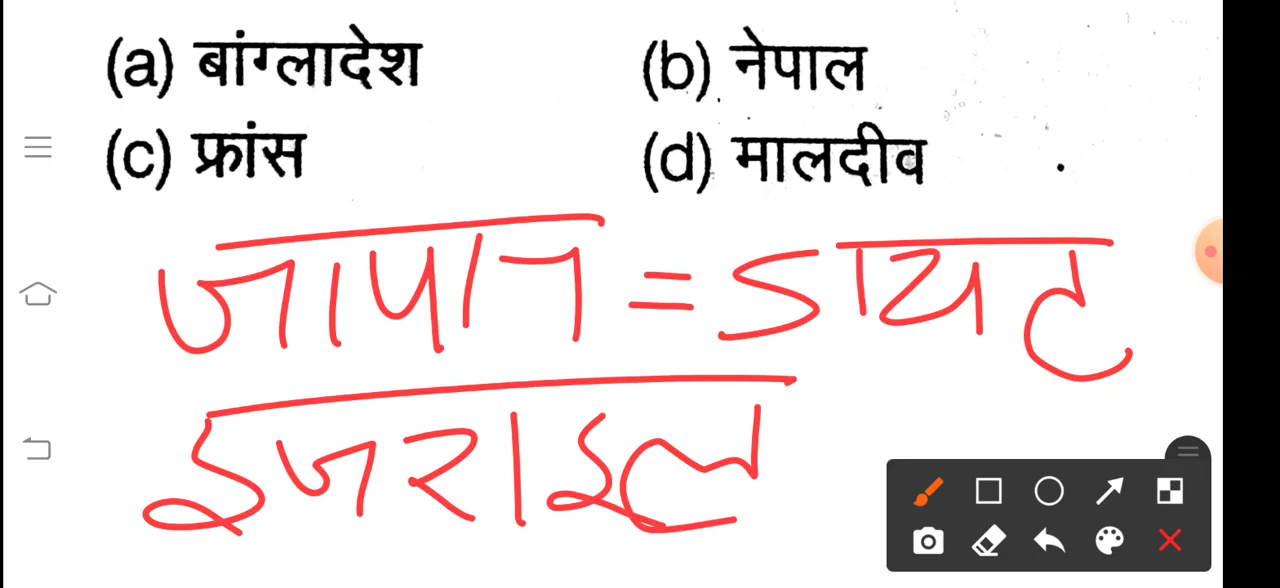 (a) बांग्लादेश (b) नेपाल
(c) फ्रांस (d) मालदीव
जापान = डायट
इजराइल